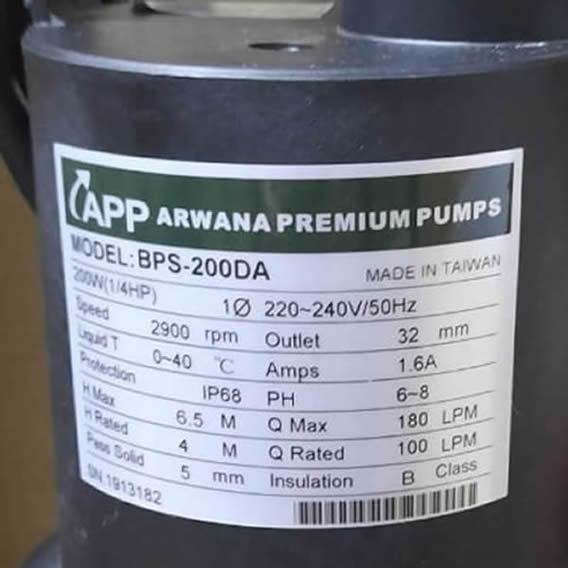 APP ARWANA PREMIUM PUMPS
MODEL: BPS-200DA MADE IN TAIWAN
200W(1/4HP) 1Ø 220~240V/50Hz
Speed 2900 rpm Outlet 32 mm
Liquid T 0~40 ℃ Amps 1.6A
Protection IP68 PH 6~8
H Max 6.5 M Q Max 180 LPM
H Rated 4 M Q Rated 100 LPM
Pass Solid 5 mm Insulation B Class
SN.1913182